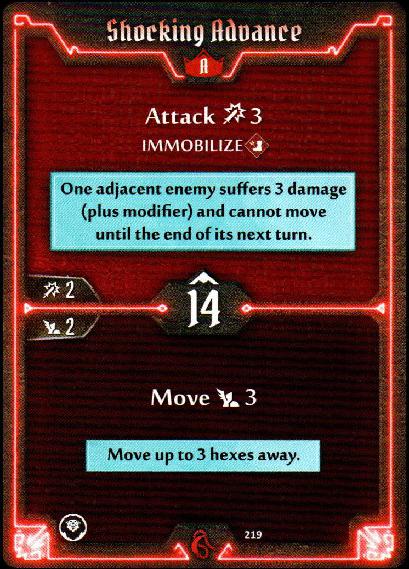 Shocking Advance
A
Attack 3
IMMOBILIZE
One adjacent enemy suffers 3 damage
(plus modifier) and cannot move
until the end of its next turn.
2
14
2
Move 3
Move up to 3 hexes away.
219